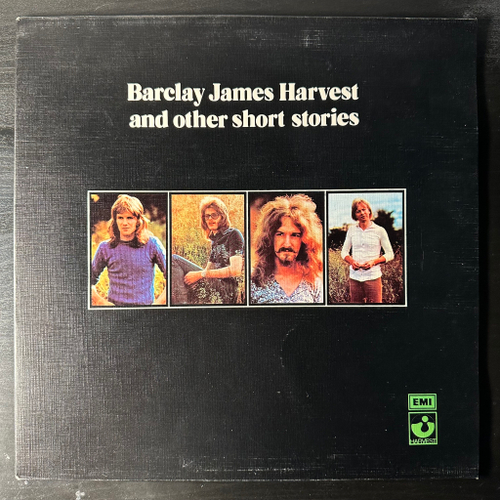 Barclay James Harvest
and other short stories
EMI
HARVEST